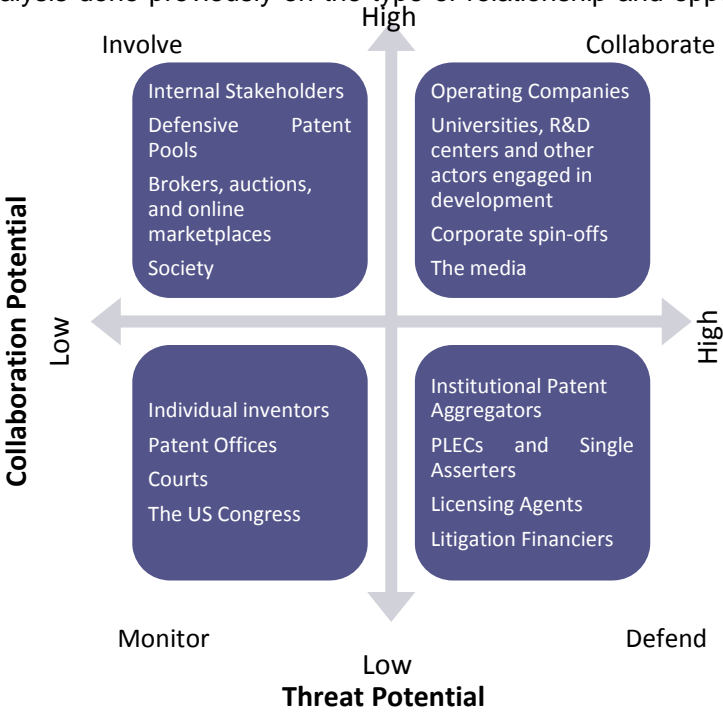 alysis done previously on the type of relationship and opp
High
Involve
Collaborate
Internal Stakeholders
Defensive Patent
Pools
Brokers, auctions,
and online
marketplaces
Society
Operating Companies
Universities, R&D
centers and other
actors engaged in
development
Corporate spin-offs
The media
Collaboration Potential
Low
High
Individual inventors
Patent Offices
Courts
The US Congress
Institutional Patent
Aggregators
PLECs and Single
Asserters
Licensing Agents
Litigation Financiers
Monitor
Defend
Low
Threat Potential